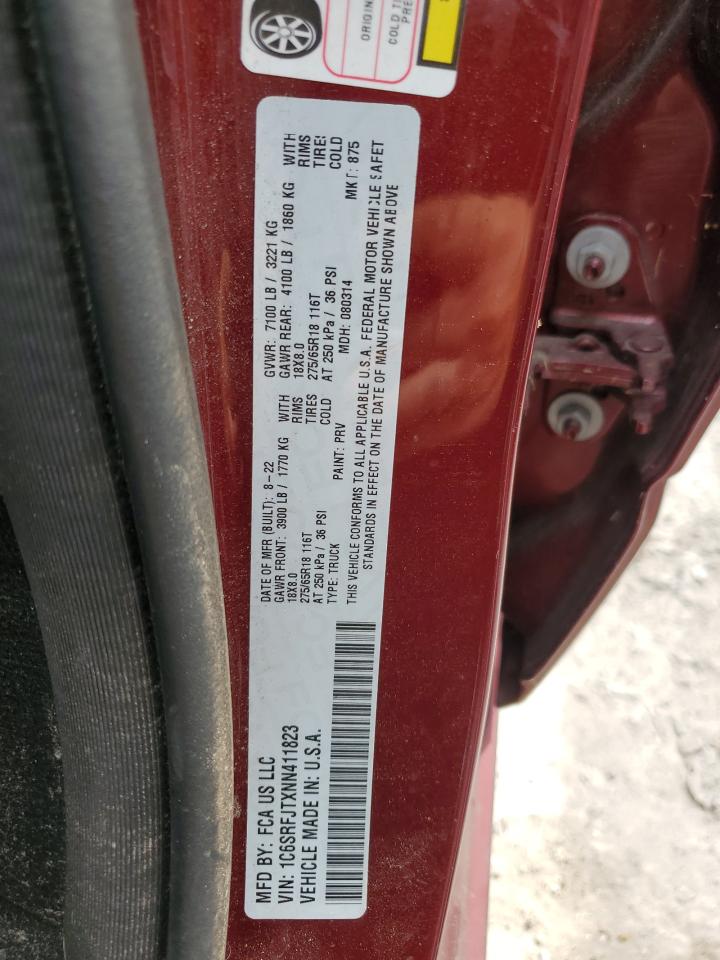 ORIGIN
COLD TI
PRE
MFD BY: FCA US LLC
VIN: 1C6SRFJTXNN411823
VEHICLE MADE IN: U.S.A.
DATE OF MFR (BUILT): 8-22 GVWR: 7100 LB / 3221 KG
GAWR FRONT: 3900 LB / 1770 KG WITH GAWR REAR: 4100 LB / 1860 KG WITH
18X8.0 RIMS 18X8.0 RIMS
275/65R18 116T TIRES 275/65R18 116T TIRES
AT 250 kPa / 36 PSI COLD AT 250 kPa / 36 PSI COLD
TYPE: TRUCK PAINT: PRV MDH: 080314 MKT: 875
THIS VEHICLE CONFORMS TO ALL APPLICABLE U.S.A. FEDERAL MOTOR VEHICLE SAFET
STANDARDS IN EFFECT ON THE DATE OF MANUFACTURE SHOWN ABOVE